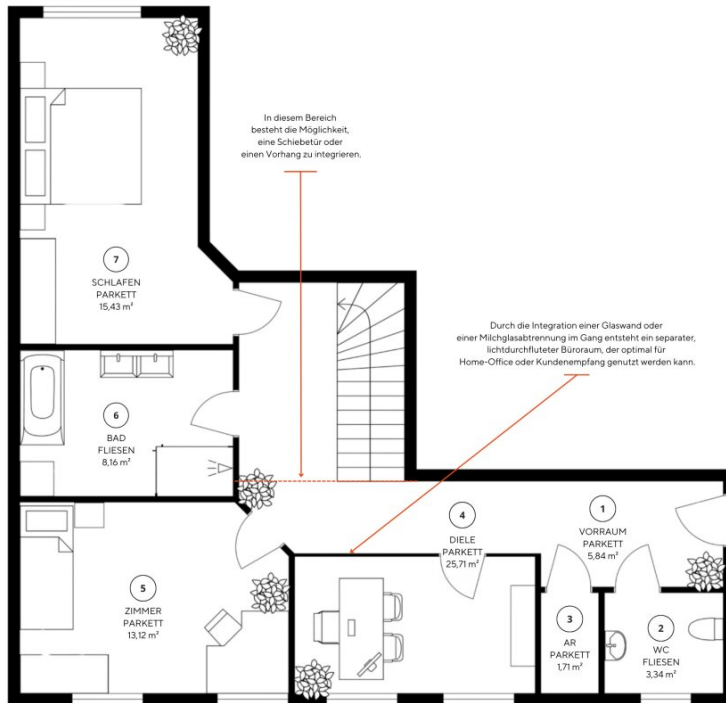 In diesem Bereich
besteht die Möglichkeit,
eine Schiebetür oder
einen Vorhang zu integrieren.
7
SCHLAFEN
PARKETT
15,43 m²
Durch die Integration einer Glaswand oder
einer Milchglasabtrennung im Gang entsteht ein separater,
lichtdurchfluteter Büroraum, der optimal für
Home-Office oder Kundenempfang genutzt werden kann.
6
BAD
FLIESEN
8,16 m²
1
VORRAUM
PARKETT
5,84 m²
4
DIELE
PARKETT
25,71 m²
5
ZIMMER
PARKETT
13,12 m²
3
AR
PARKETT
1,71 m²
2
WC
FLIESEN
3,34 m²